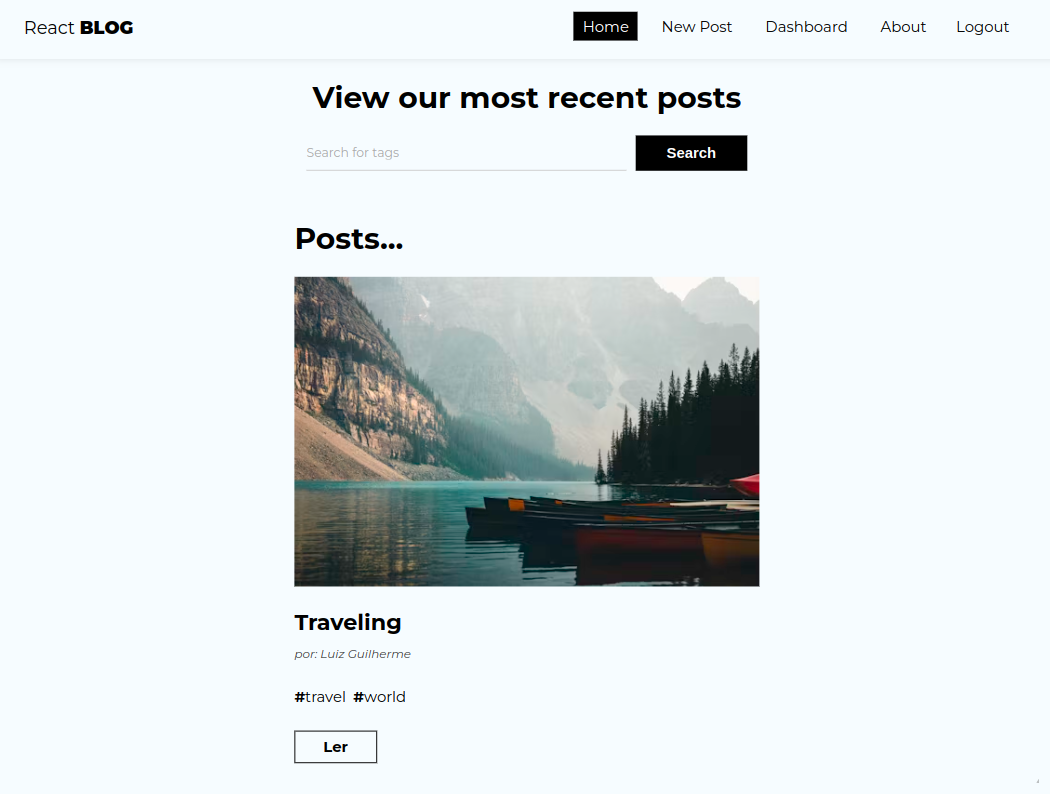 React BLOG
Home New Post Dashboard About Logout
View our most recent posts
Search for tags Search
Posts...
Traveling
por: Luiz Guilherme
#travel #world
Ler